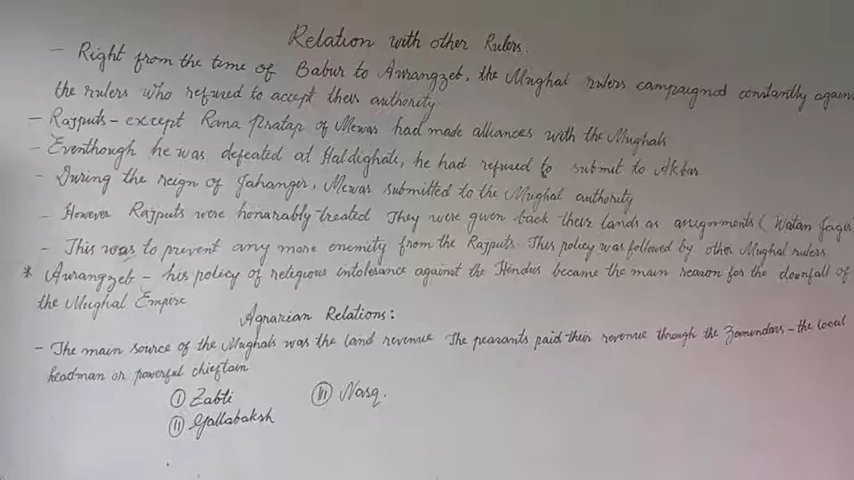 Relation with other Rulers.
- Right from the time of Babur to Aurangzeb, the Mughal rulers campaigned constantly again
the rulers who refused to accept their authority
- Rajputs - except Rana Pratap of Mewar had made alliances with the Mughals
- Eventhough he was defeated at Haldighati, he had refused to submit to Akbar
- During the reign of Jahangir, Mewar submitted to the Mughal authority
- However Rajputs were honarably treated They were given back their lands as assignments (Watan Jagir
- This was to prevent any more enemity from the Rajputs. This policy was followed by other Mughal rulers
* Aurangzeb - his policy of religious intolerance against the Hindus became the main reason for the downfall of
the Mughal Empire
Agrarian Relations:
- The main source of the Mughals was the land revenue The peasants paid their revenue through the Zamindars - the local
headman or powerful chieftain
(I) Zabti (III) Nasq.
(II) Gallabaksh